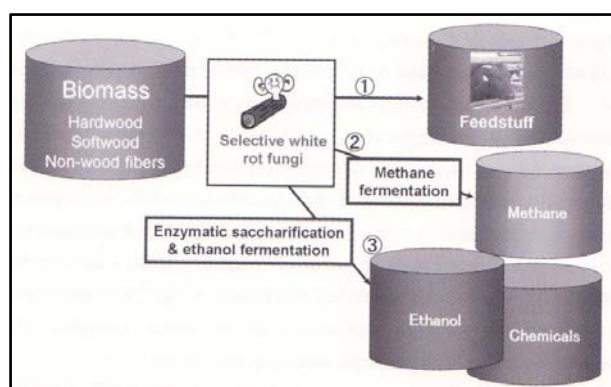 Biomass
Hardwood
Softwood
Non-wood fibers
Selective white
rot fungi
①
Feedstuff
②
Methane
fermentation
Methane
Enzymatic saccharification
& ethanol fermentation
③
Ethanol
Chemicals